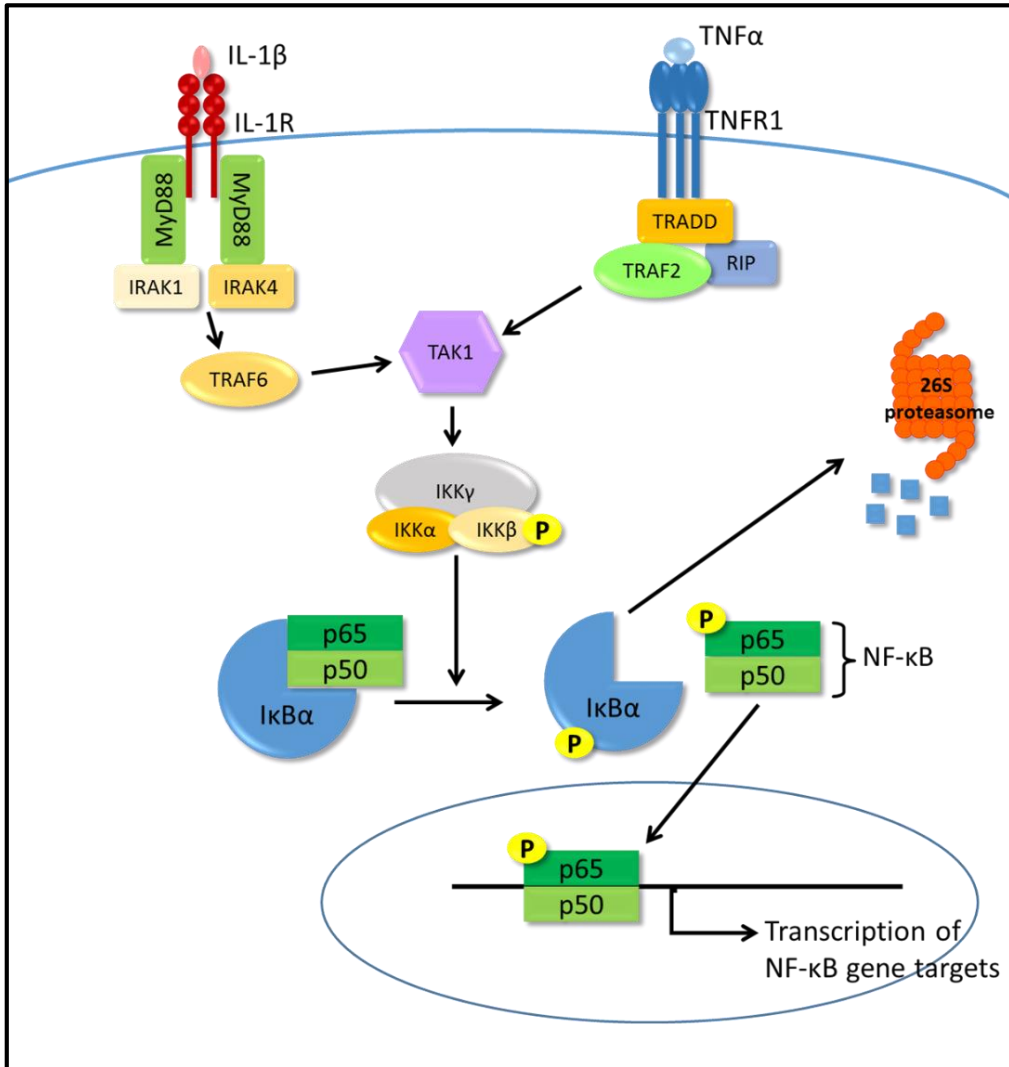 IL-1β
IL-1R
MyD88
MyD88
IRAK1
IRAK4
TRAF6
TNFα
TNFR1
TRADD
TRAF2
RIP
TAK1
IKKγ
IKKα
IKKβ
P
26S
proteasome
p65
p50
IκBα
IκBα
P
P
p65
p50
NF-κB
P
p65
p50
Transcription of
NF-κB gene targets